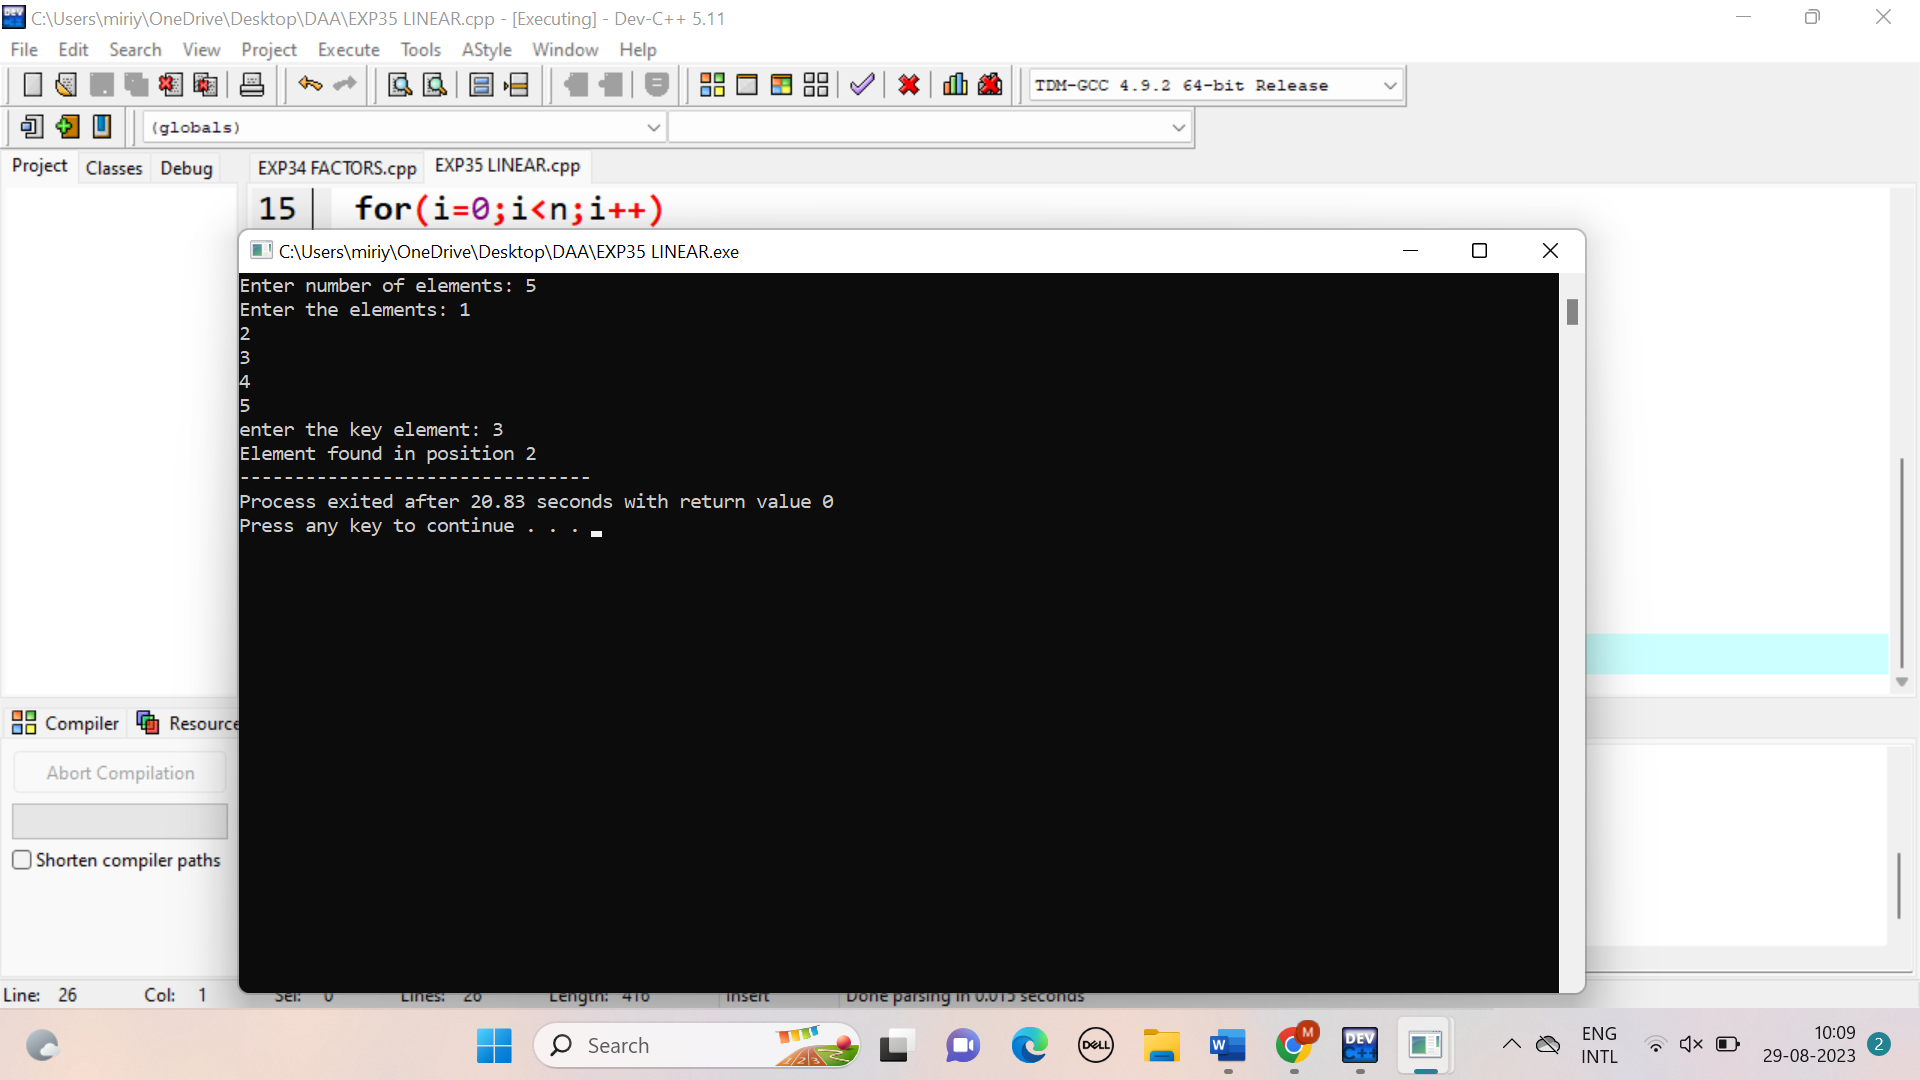 C:\Users\miriy\OneDrive\Desktop\DAA\EXP35 LINEAR.cpp - [Executing] - Dev-C++ 5.11
File Edit Search View Project Execute Tools AStyle Window Help
TDM-GCC 4.9.2 64-bit Release
(globals)
Project Classes Debug EXP34 FACTORS.cpp EXP35 LINEAR.cpp
15 for(i=0;i<n;i++)
C:\Users\miriy\OneDrive\Desktop\DAA\EXP35 LINEAR.exe
Enter number of elements: 5
Enter the elements: 1
2
3
4
5
enter the key element: 3
Element found in position 2
--------------------------------
Process exited after 20.83 seconds with return value 0
Press any key to continue . . .
Compiler Resource
Abort Compilation
Shorten compiler paths
Line: 26 Col: 1 Sel: 0 Lines: 26 Length: 416 Insert Done parsing in 0.015 seconds
Search
DELL
W
M
DEV
C++
ENG
INTL
10:09
29-08-2023
2